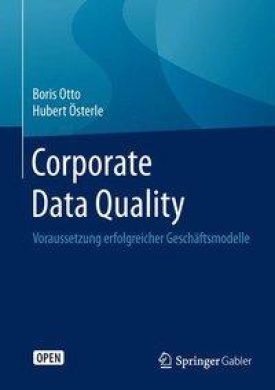 Boris Otto
Hubert Österle
Corporate
Data Quality
Voraussetzung erfolgreicher Geschäftsmodelle
OPEN
Springer Gabler